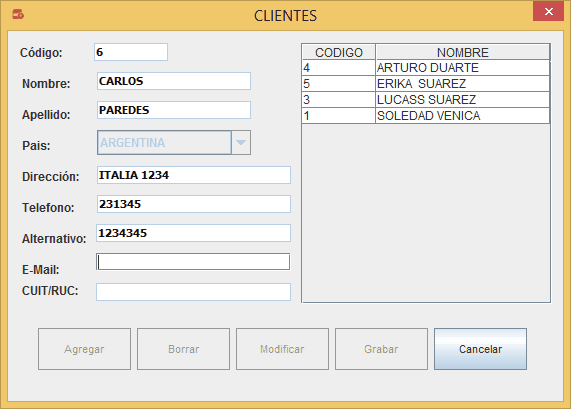 CLIENTES
Código: 6
Nombre: CARLOS
Apellido: PAREDES
Pais: ARGENTINA
Dirección: ITALIA 1234
Telefono: 231345
Alternativo: 1234345
E-Mail:
CUIT/RUC:
CODIGO NOMBRE
4 ARTURO DUARTE
5 ERIKA  SUAREZ
3 LUCASS SUAREZ
1 SOLEDAD VENICA
Agregar Borrar Modificar Grabar Cancelar